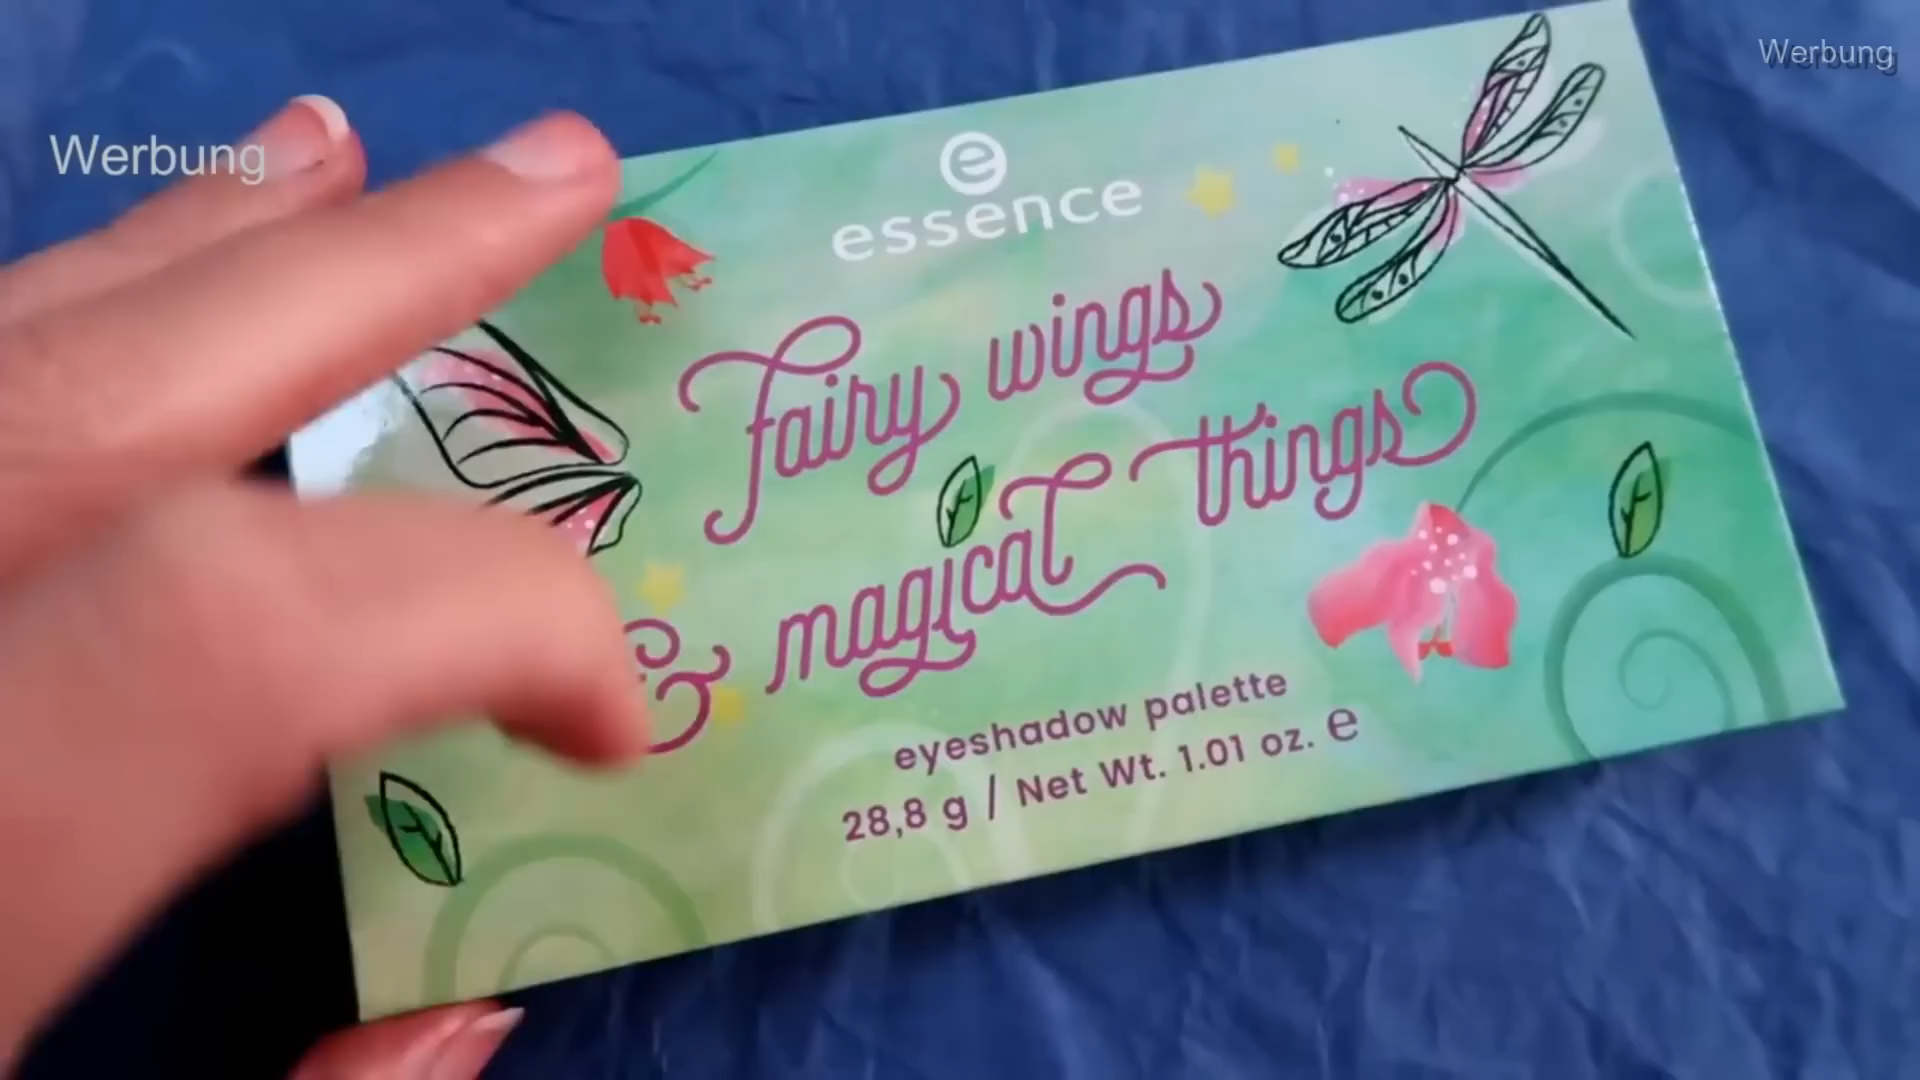 Werbung
Werbung
e
essence
fairy wings
& magical things
eyeshadow palette
28,8 g / Net Wt. 1.01 oz. e